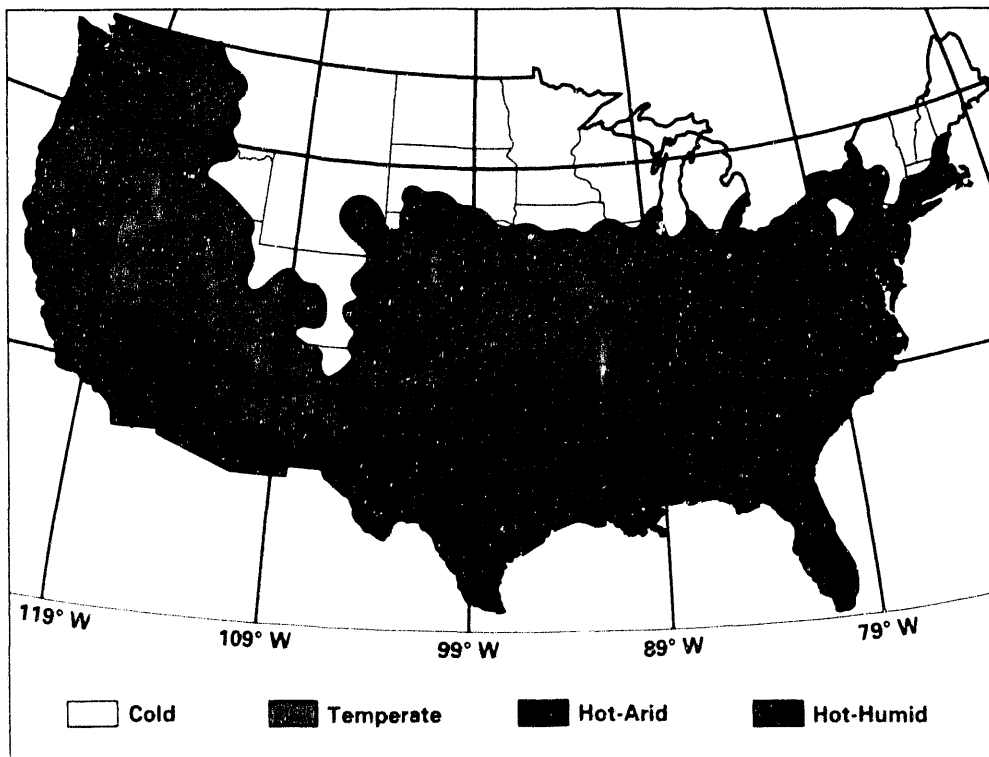 119° W
109° W
99° W
89° W
79° W
Cold
Temperate
Hot-Arid
Hot-Humid